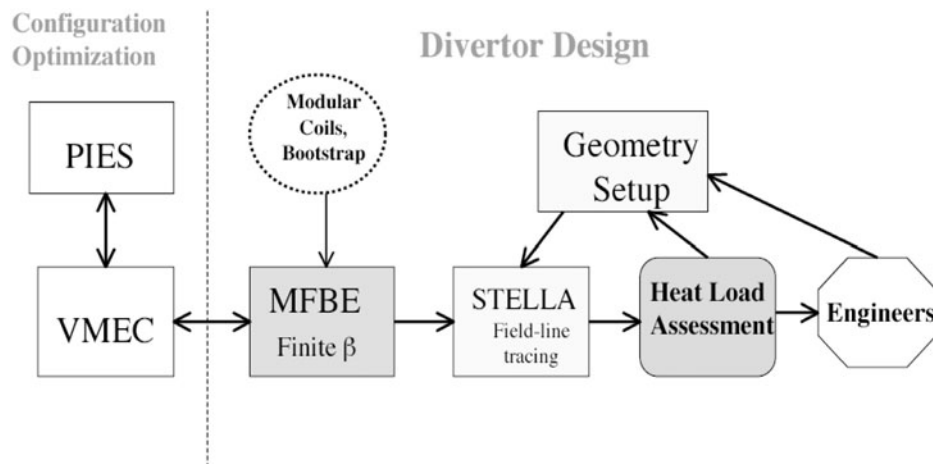 Configuration
Optimization
Divertor Design
Modular
Coils,
Bootstrap
PIES
Geometry
Setup
VMEC
MFBE
Finite β
STELLA
Field-line
tracing
Heat Load
Assessment
Engineers